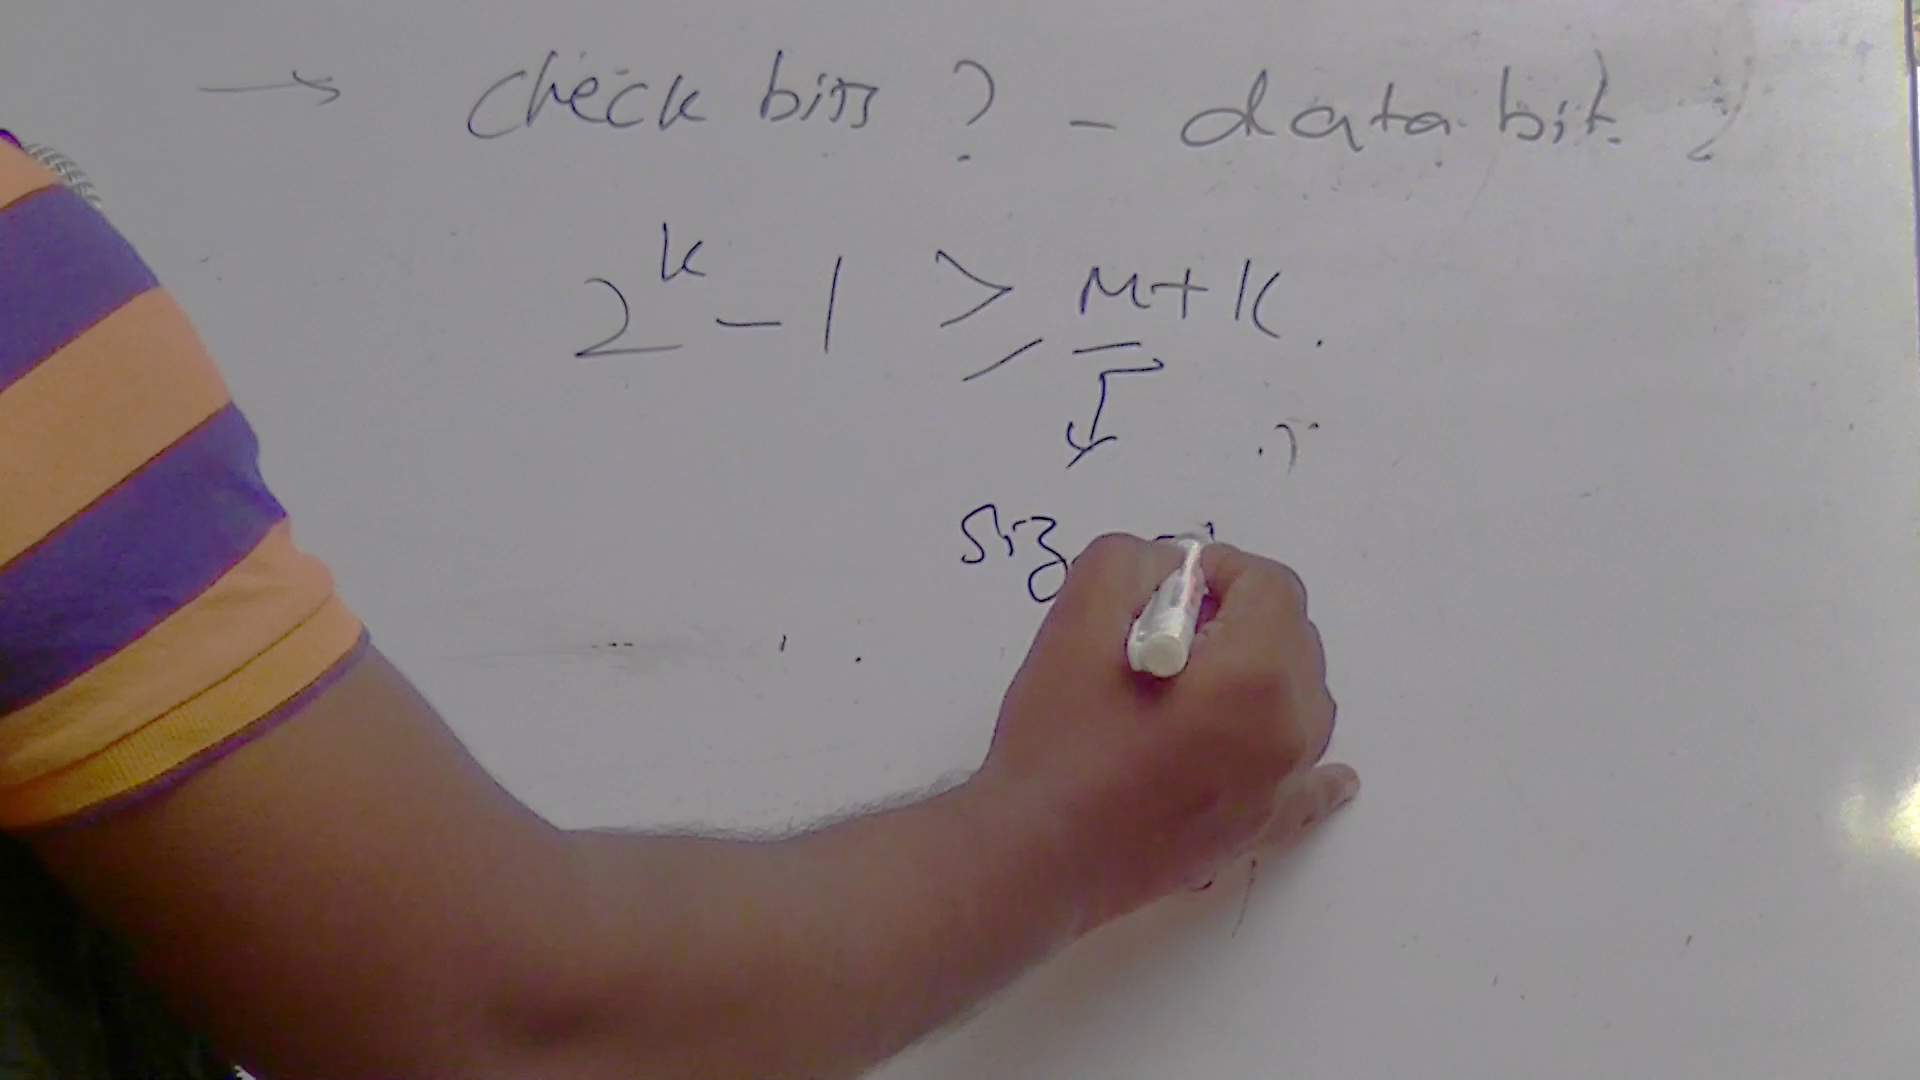 → check bits ? - data bit ?
2^k - 1 ≥ M + K.
siz